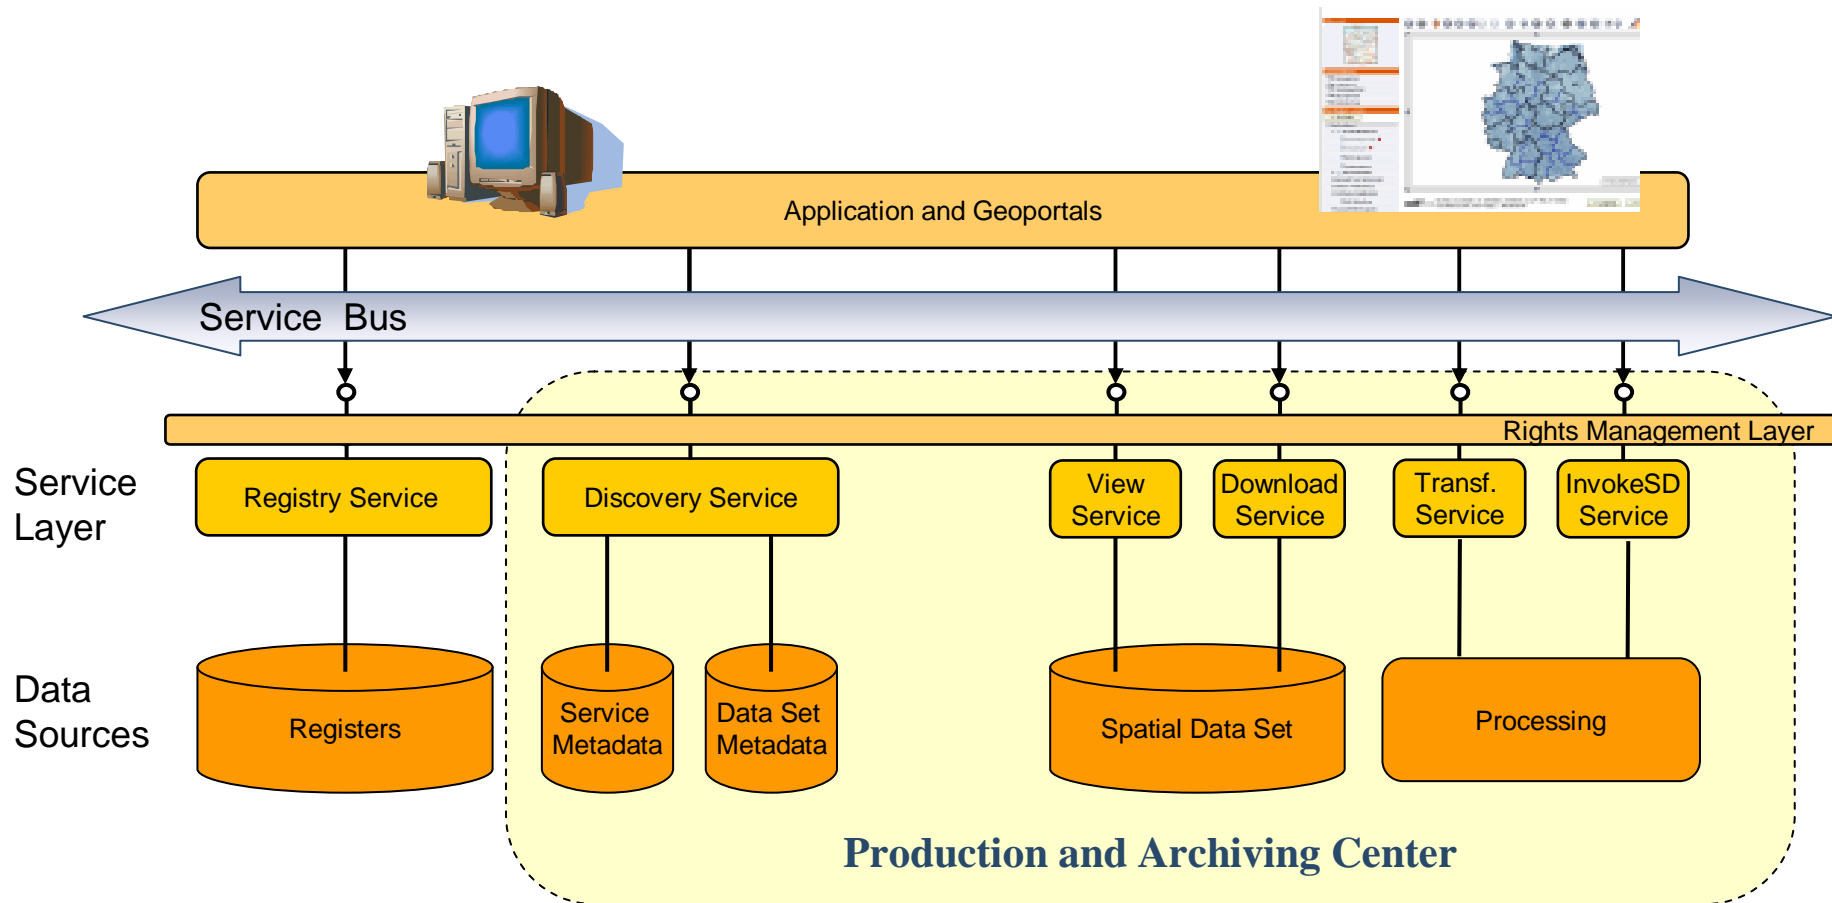 Application and Geoportals
Service Bus
Rights Management Layer
Service
Layer
Registry Service
Discovery Service
View
Service
Download
Service
Transf.
Service
InvokeSD
Service
Data
Sources
Registers
Service
Metadata
Data Set
Metadata
Spatial Data Set
Processing
Production and Archiving Center